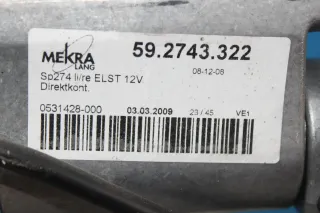 MEKRA
LANG
59.2743.322
08-12-08
Sp274 li/re ELST 12V
Direktkont.
0531428-000 03.03.2009 23 / 45 VE1